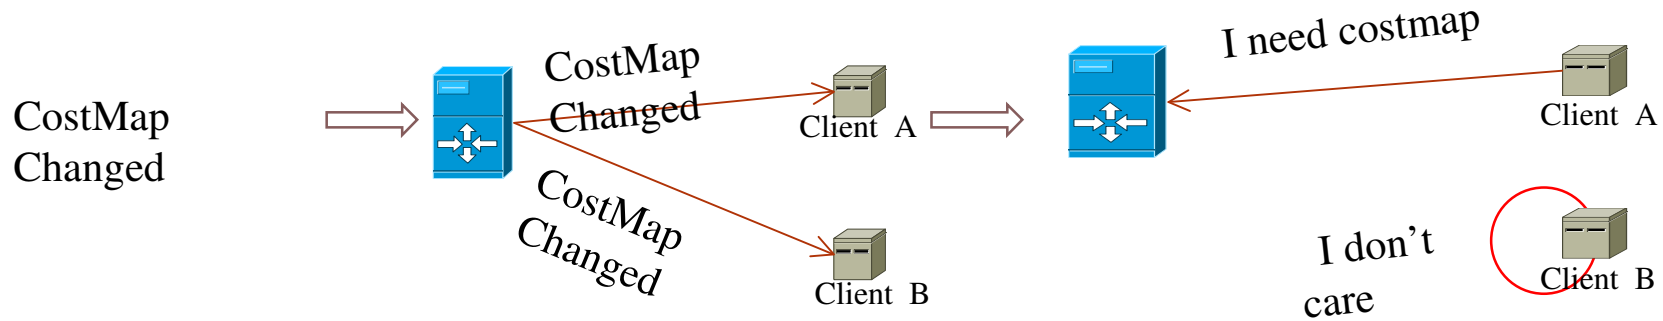 CostMap
Changed
CostMap
Changed
Client A
CostMap
Changed
Client B
I need costmap
Client A
I don’t
care
Client B